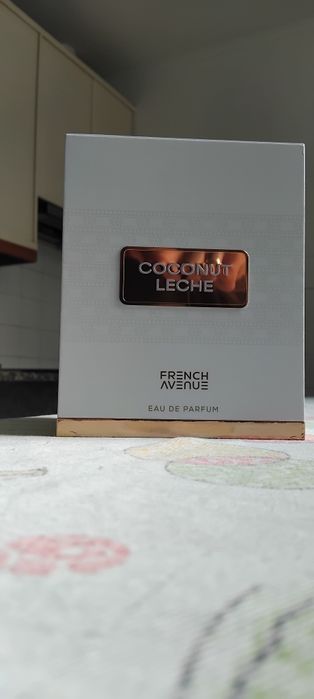 COCONUT
LECHE
FRENCH
AVENUE
EAU DE PARFUM